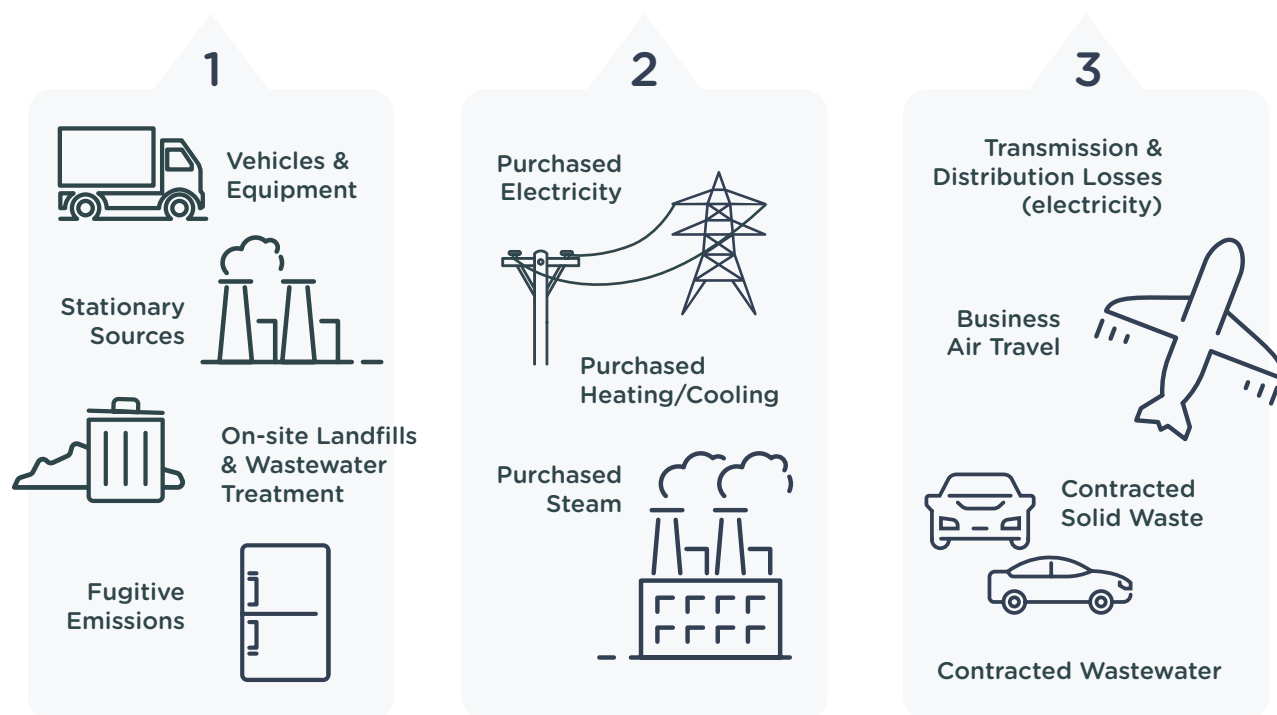 1
Vehicles &
Equipment
Stationary
Sources
On-site Landfills
& Wastewater
Treatment
Fugitive
Emissions
2
Purchased
Electricity
Purchased
Heating/Cooling
Purchased
Steam
3
Transmission &
Distribution Losses
(electricity)
Business
Air Travel
Contracted
Solid Waste
Contracted Wastewater